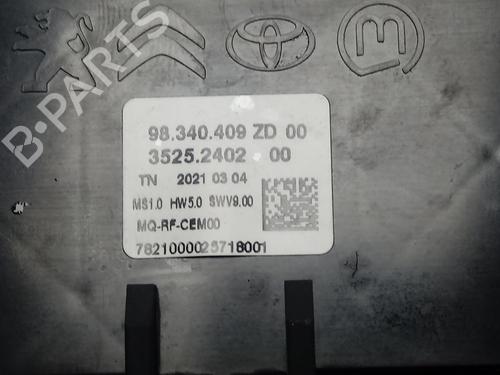 B-PARTS
98.340.409 ZD 00
3525.2402 00
TN 2021 03 04
MS1.0 HW5.0 SWV9.00
MQ-RF-CEM00
7821000025718001